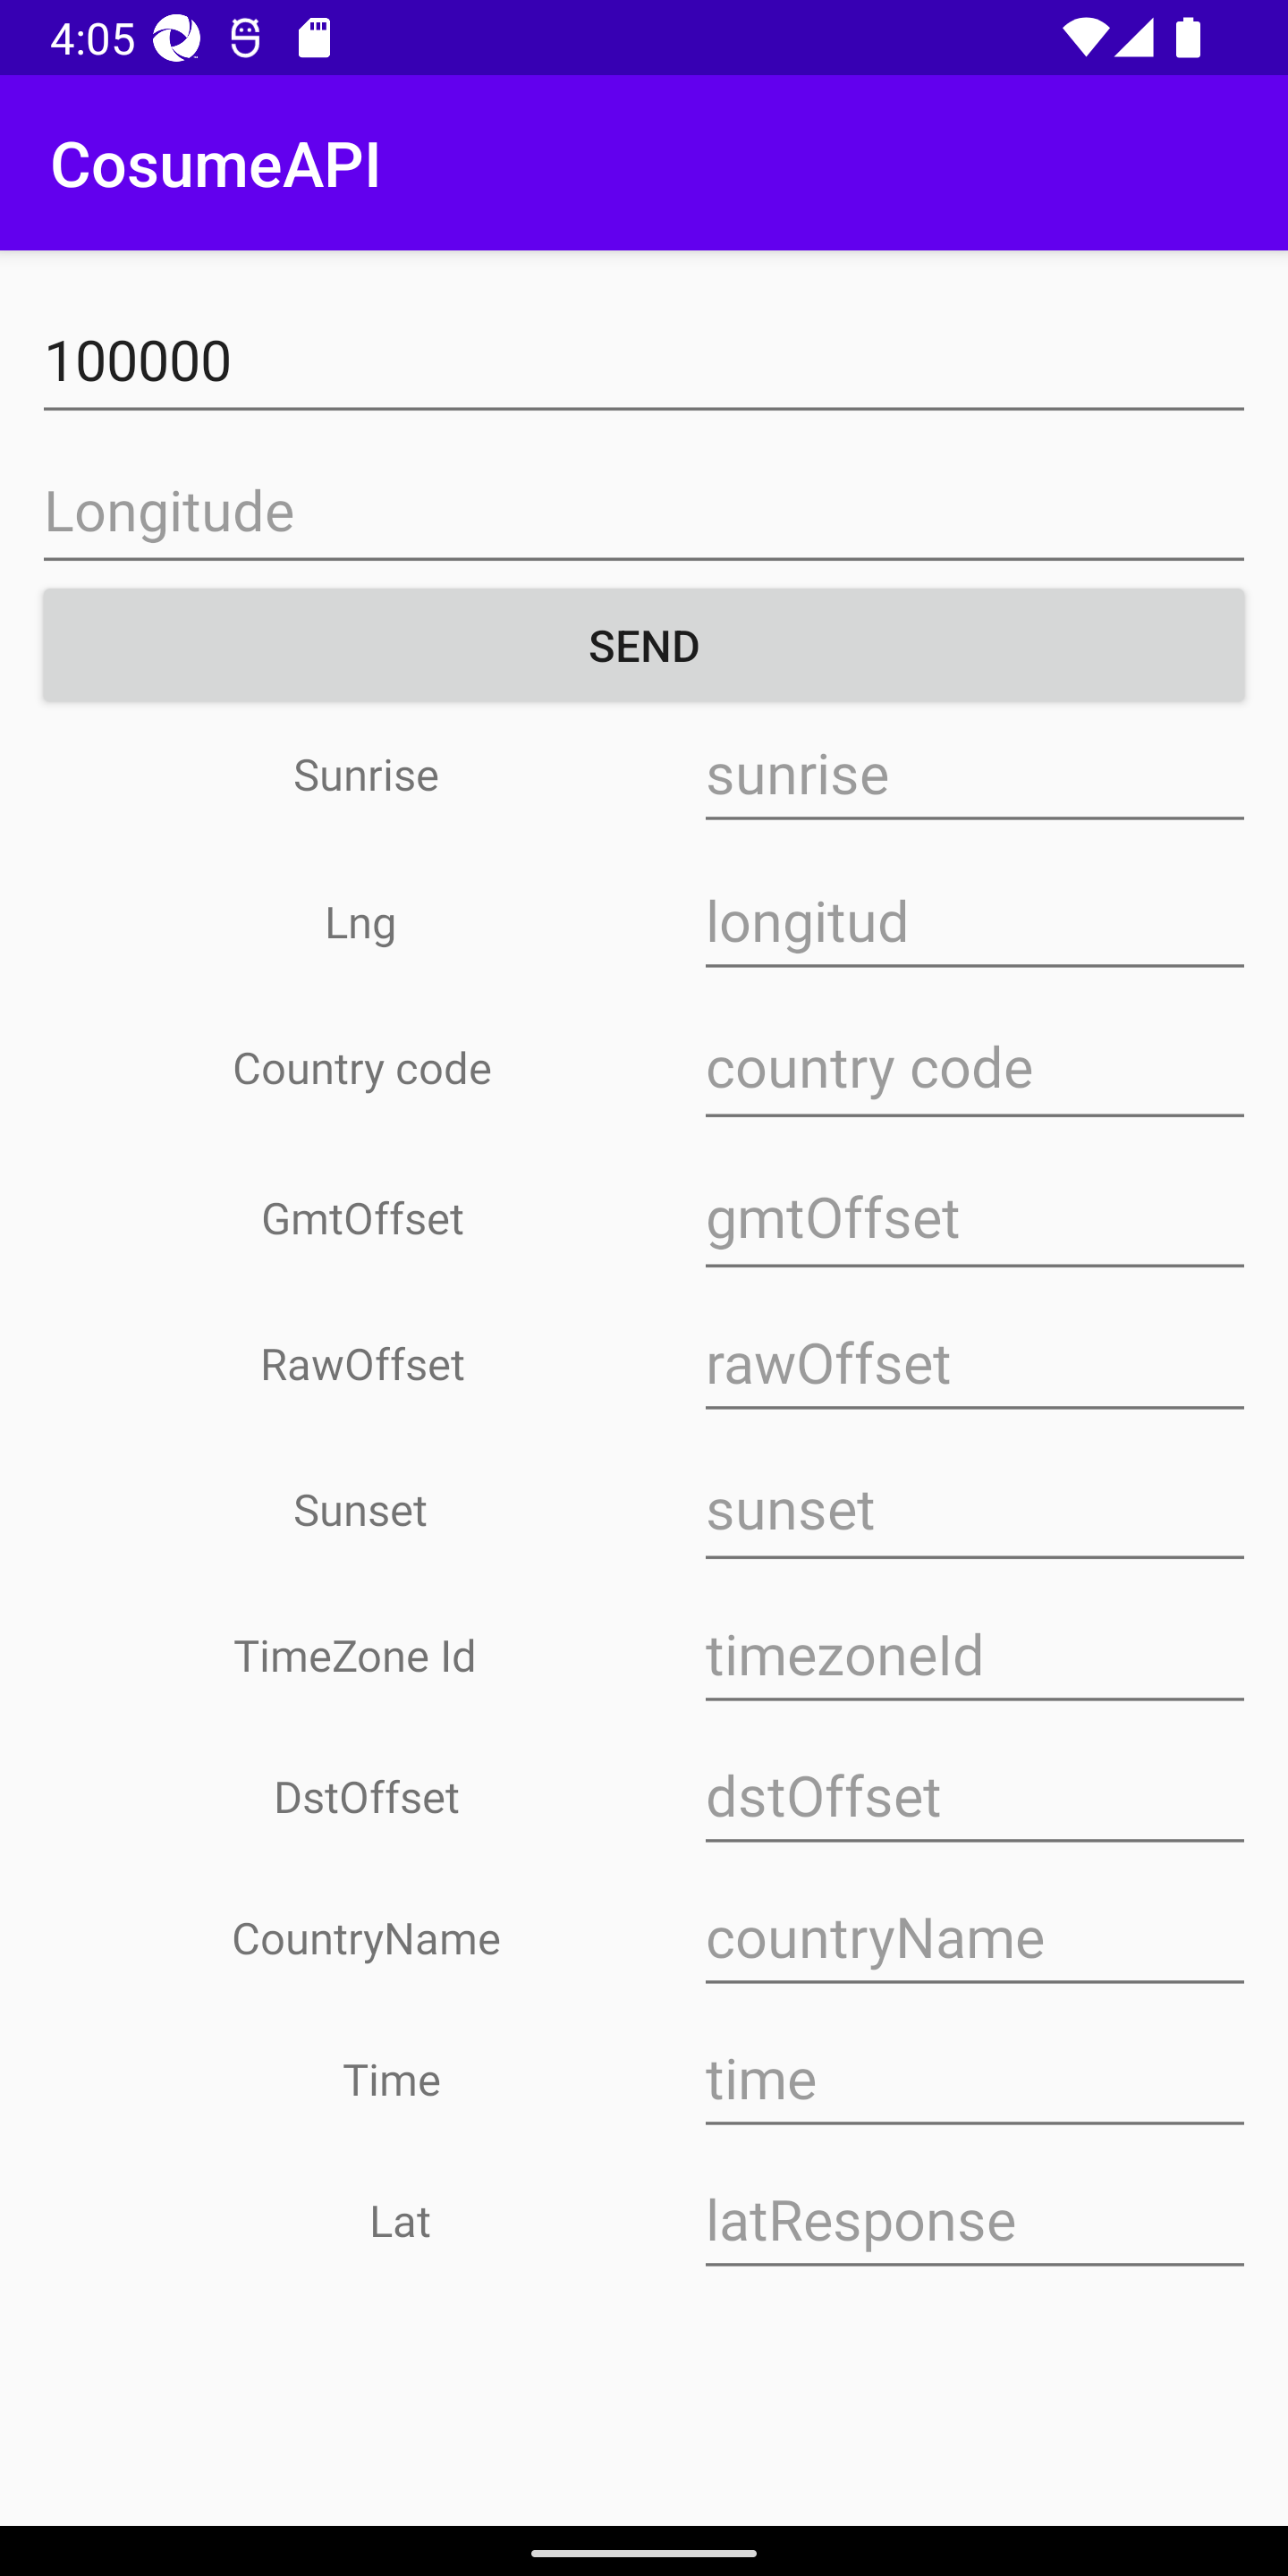 4:05
CosumeAPI
100000
Longitude
SEND
Sunrise sunrise
Lng longitud
Country code country code
GmtOffset gmtOffset
RawOffset rawOffset
Sunset sunset
TimeZone Id timezoneId
DstOffset dstOffset
CountryName countryName
Time time
Lat latResponse